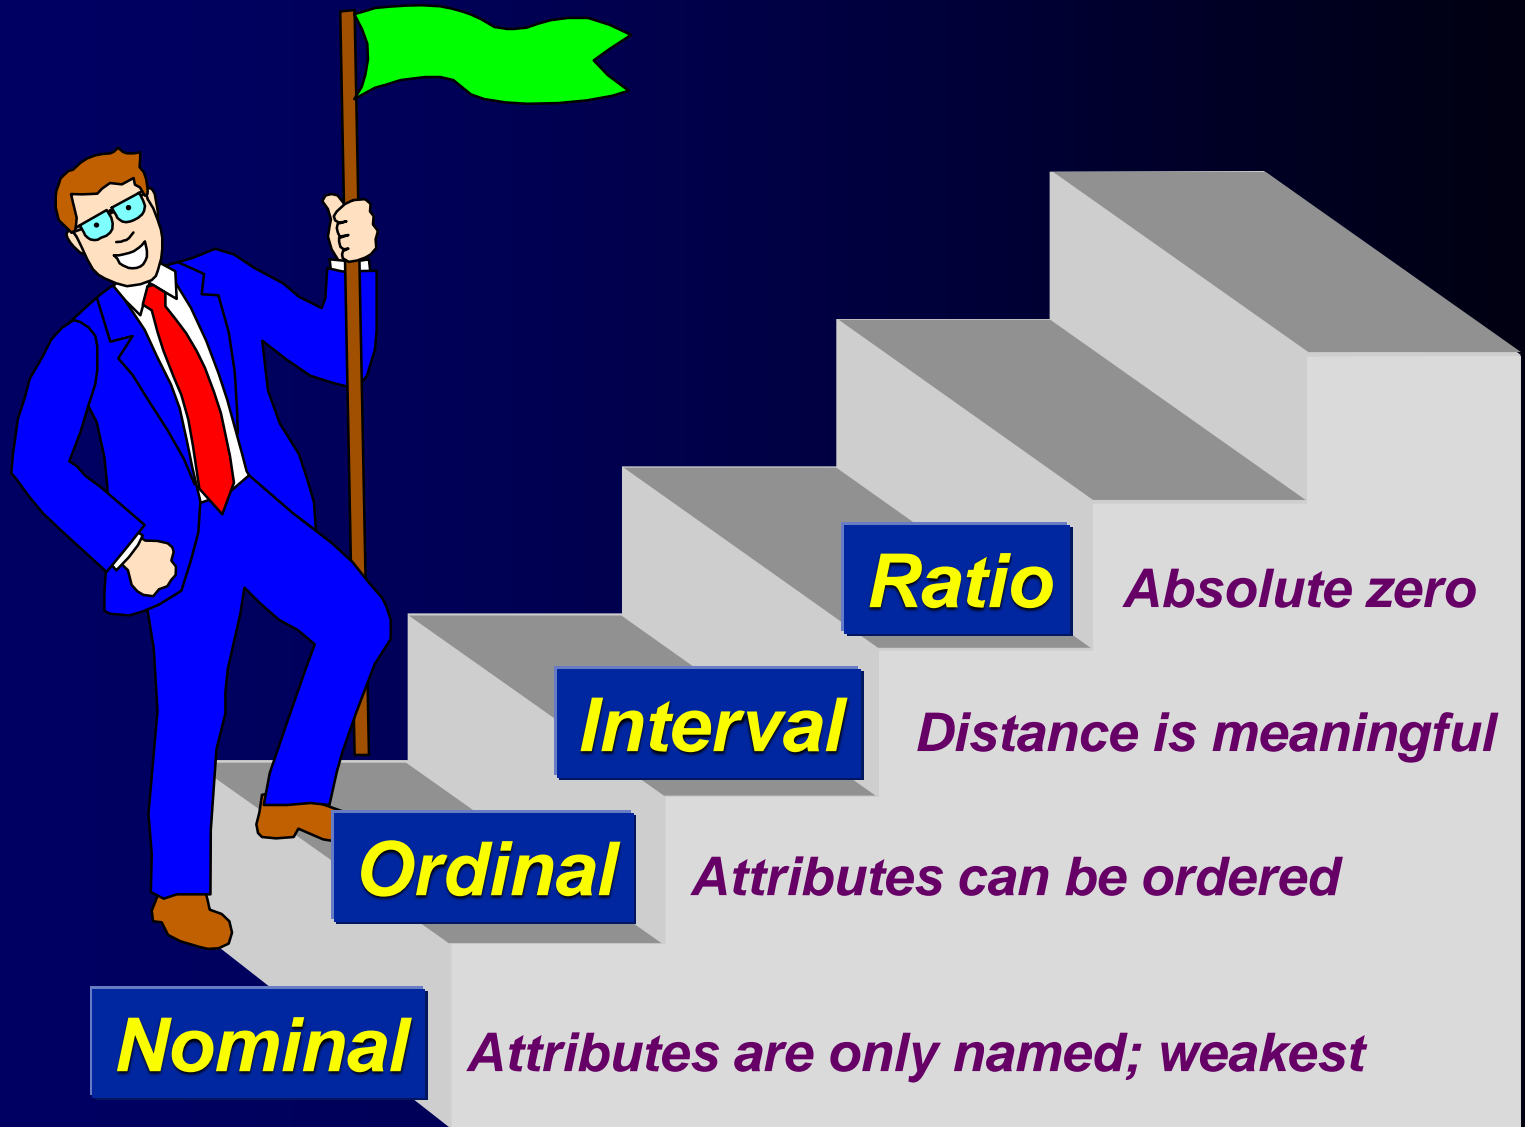 Ratio Absolute zero
Interval Distance is meaningful
Ordinal Attributes can be ordered
Nominal Attributes are only named; weakest